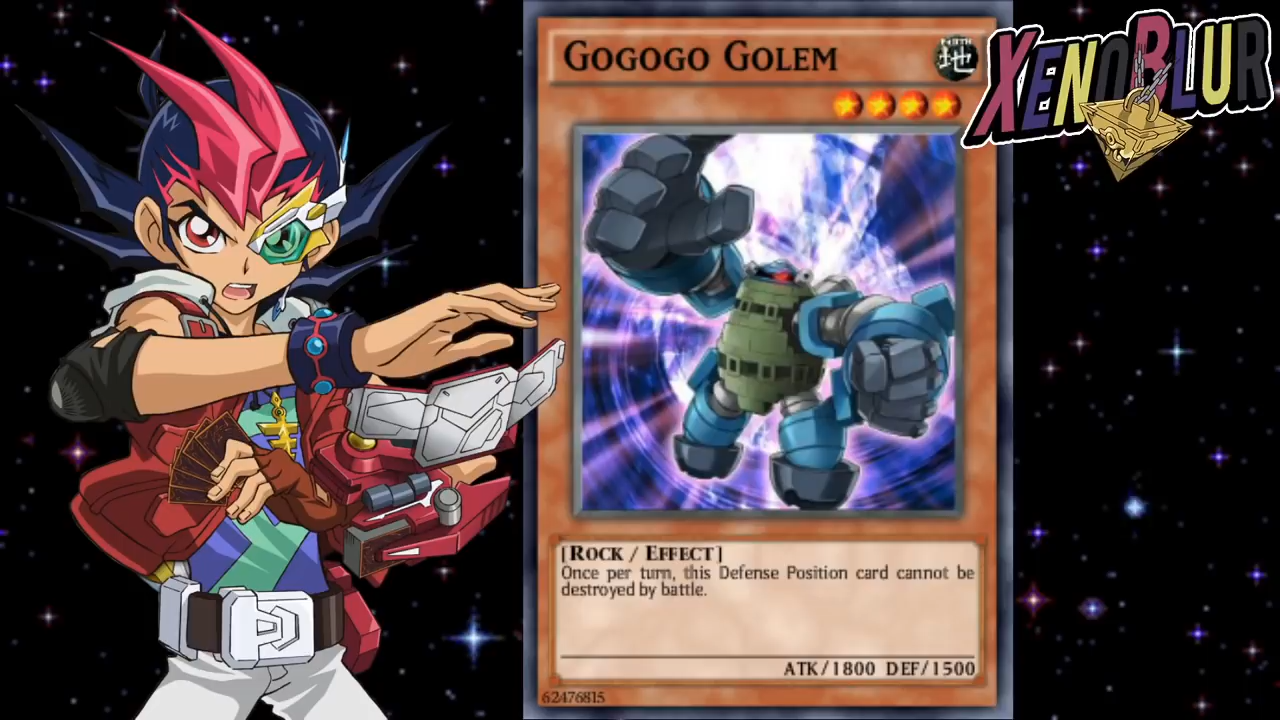 Gogogo Golem
地
XENOBLUR
[Rock / Effect]
Once per turn, this Defense Position card cannot be
destroyed by battle.
ATK/1800 DEF/1500
62476815